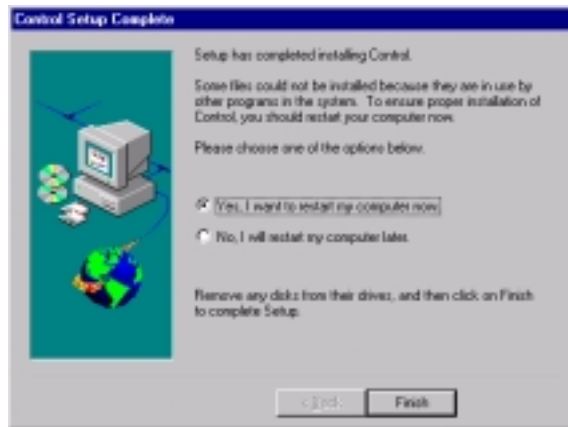 Control Setup Complete
Setup has completed installing Control.
Some files could not be installed because they are in use by
other programs in the system. To ensure proper installation of
Control, you should restart your computer now.
Please choose one of the options below.
Yes, I want to restart my computer now.
No, I will restart my computer later.
Remove any disks from their drives, and then click on Finish
to complete Setup.
< Back
Finish